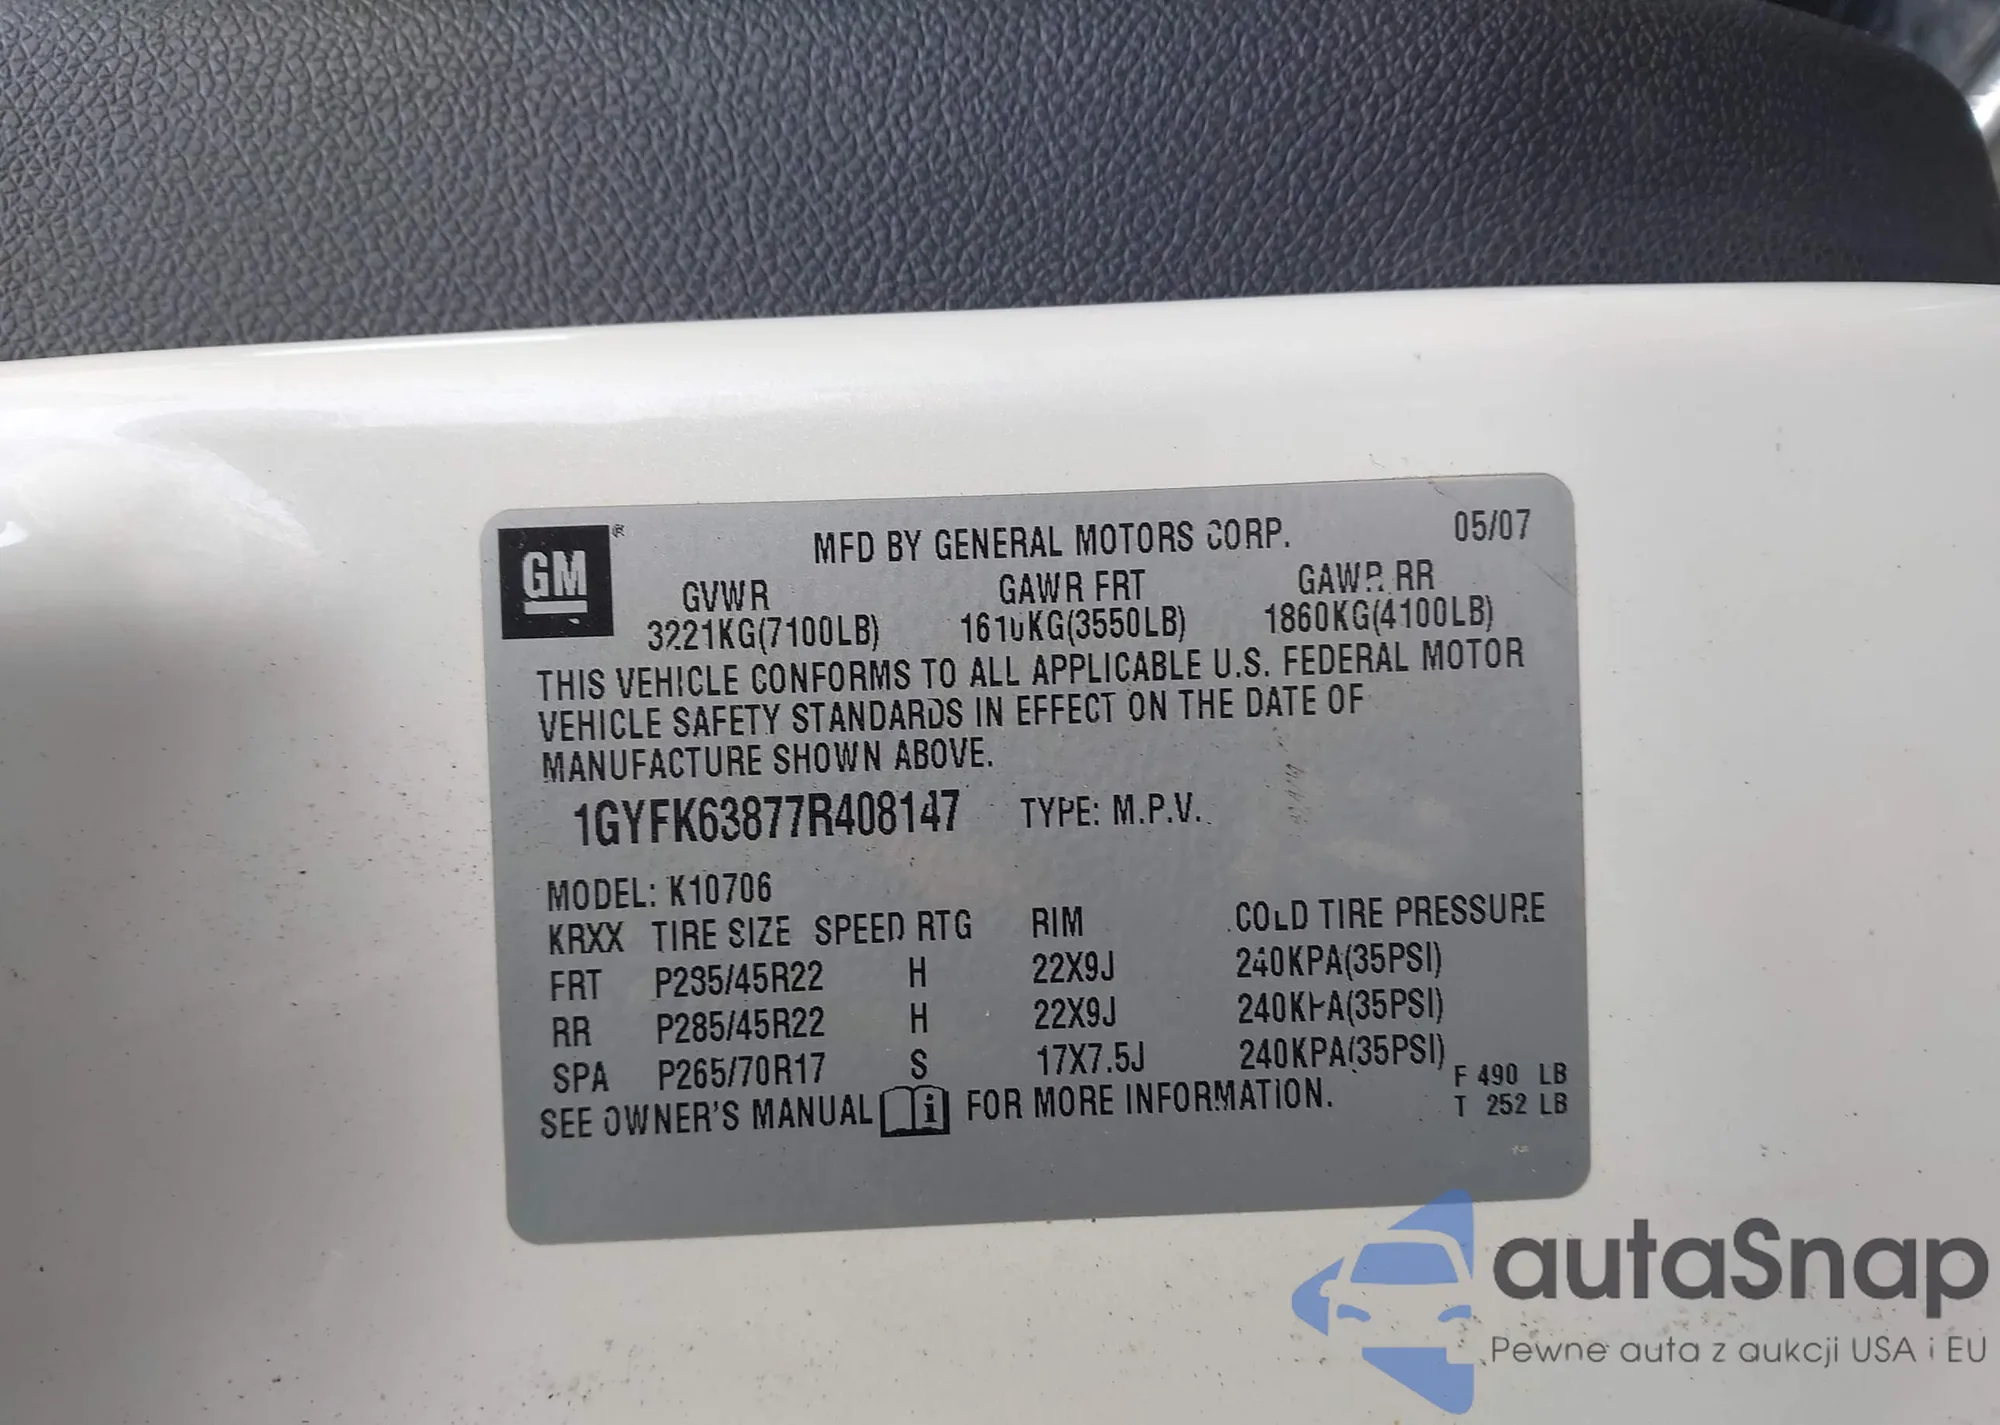 GM ®
MFD BY GENERAL MOTORS CORP. 05/07
GVWR GAWR FRT GAWR RR
3221KG(7100LB) 1610KG(3550LB) 1860KG(4100LB)
THIS VEHICLE CONFORMS TO ALL APPLICABLE U.S. FEDERAL MOTOR
VEHICLE SAFETY STANDARDS IN EFFECT ON THE DATE OF
MANUFACTURE SHOWN ABOVE.
1GYFK63877R408147 TYPE: M.P.V.
MODEL: K10706
KRXX TIRE SIZE SPEED RTG RIM COLD TIRE PRESSURE
FRT P285/45R22 H 22X9J 240KPA(35PSI)
RR P285/45R22 H 22X9J 240KPA(35PSI)
SPA P265/70R17 S 17X7.5J 240KPA(35PSI)
F 490 LB
SEE OWNER'S MANUAL i FOR MORE INFORMATION.
T 252 LB
autaSnap
Pewne auta z aukcji USA i EU